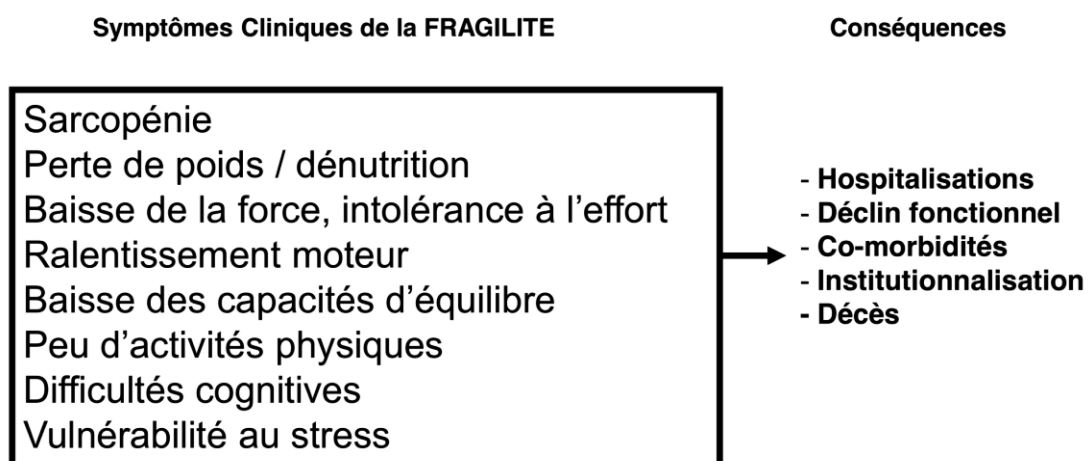 Symptômes Cliniques de la FRAGILITE
Conséquences
Sarcopénie
Perte de poids / dénutrition
Baisse de la force, intolérance à l'effort
Ralentissement moteur
Baisse des capacités d'équilibre
Peu d'activités physiques
Difficultés cognitives
Vulnérabilité au stress
- Hospitalisations
- Déclin fonctionnel
- Co-morbidités
- Institutionnalisation
- Décès